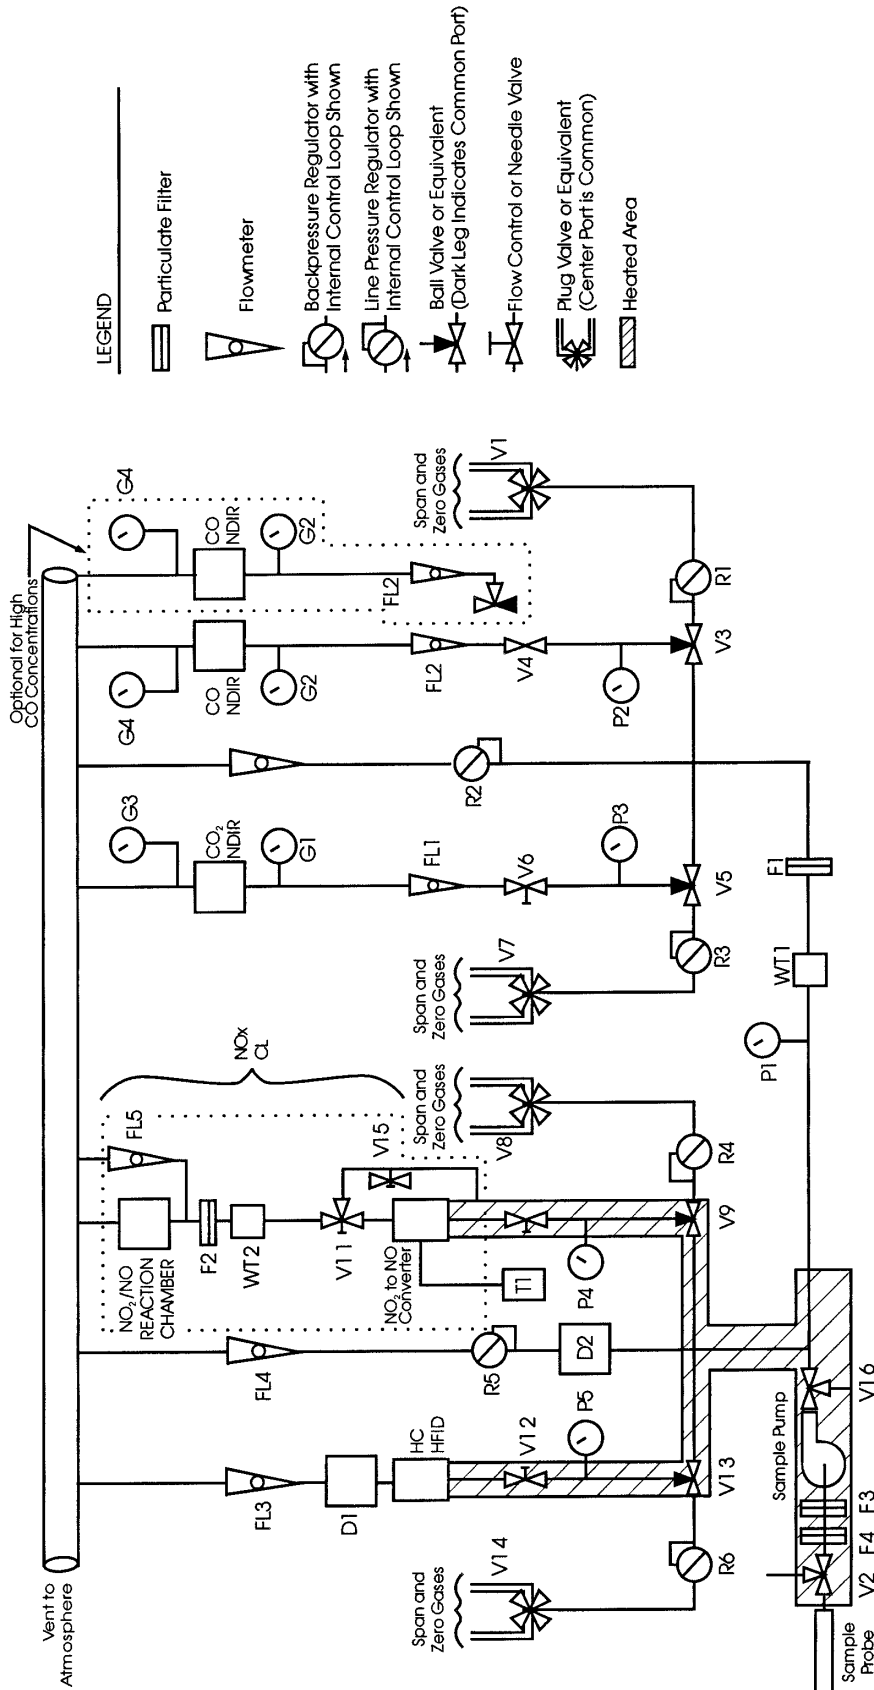 Vent to
Atmosphere
Optional for High
CO Concentrations
FL3
D1
HC
HFID
V12
P5
V13
R6
V14
Span and
Zero Gases
FL4
R5
D2
NOx
CL
FL5
NO2/NO
REACTION
CHAMBER
F2
WT2
V11
V15
NO2 to NO
Converter
T1
P4
V9
R4
V8
Span and
Zero Gases
G3
CO2
NDIR
G1
FL1
V6
P3
V5
R3
V7
Span and
Zero Gases
R2
G4
CO
NDIR
G2
FL2
V4
P2
V3
R1
G4
CO
NDIR
G2
FL2
V1
Span and
Zero Gases
P1
WT1
F1
Sample
Probe
V2
F4
F3
Sample Pump
V16
LEGEND
Particulate Filter
Flowmeter
Backpressure Regulator with
Internal Control Loop Shown
Line Pressure Regulator with
Internal Control Loop Shown
Ball Valve or Equivalent
(Dark Leg Indicates Common Port)
Flow Control or Needle Valve
Plug Valve or Equivalent
(Center Port is Common)
Heated Area